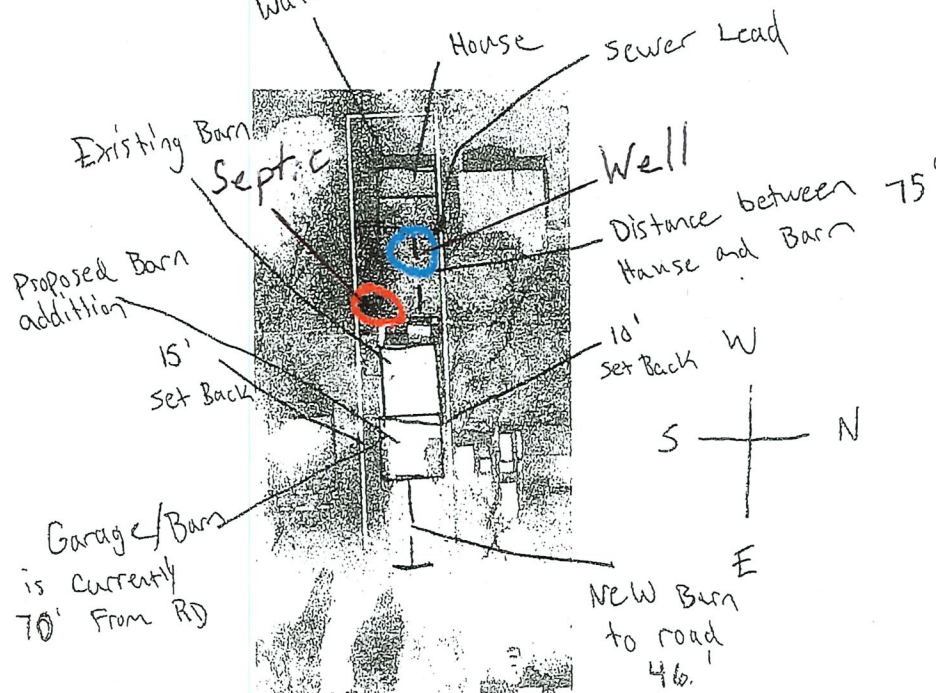 House
Sewer Lead
Existing Barn
Septic
Well
Distance between 75'
House and Barn
Proposed Barn
addittion
15'
Set Back
10'
Set Back
W
S
N
E
Garage/Barn
is currently
70' From RD
New Barn
to road
46'